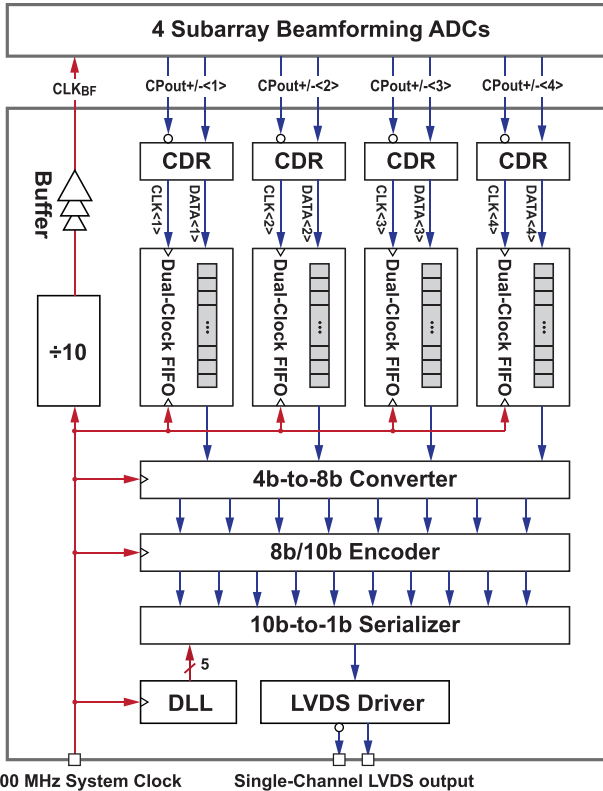 4 Subarray Beamforming ADCs
CLKBF
CPout+/-<1>
CPout+/-<2>
CPout+/-<3>
CPout+/-<4>
CDR
CDR
CDR
CDR
Buffer
CLK<1>
DATA<1>
CLK<2>
DATA<2>
CLK<3>
DATA<3>
CLK<4>
DATA<4>
Dual-Clock FIFO
Dual-Clock FIFO
Dual-Clock FIFO
Dual-Clock FIFO
÷10
4b-to-8b Converter
8b/10b Encoder
10b-to-1b Serializer
5
DLL
LVDS Driver
00 MHz System Clock
Single-Channel LVDS output